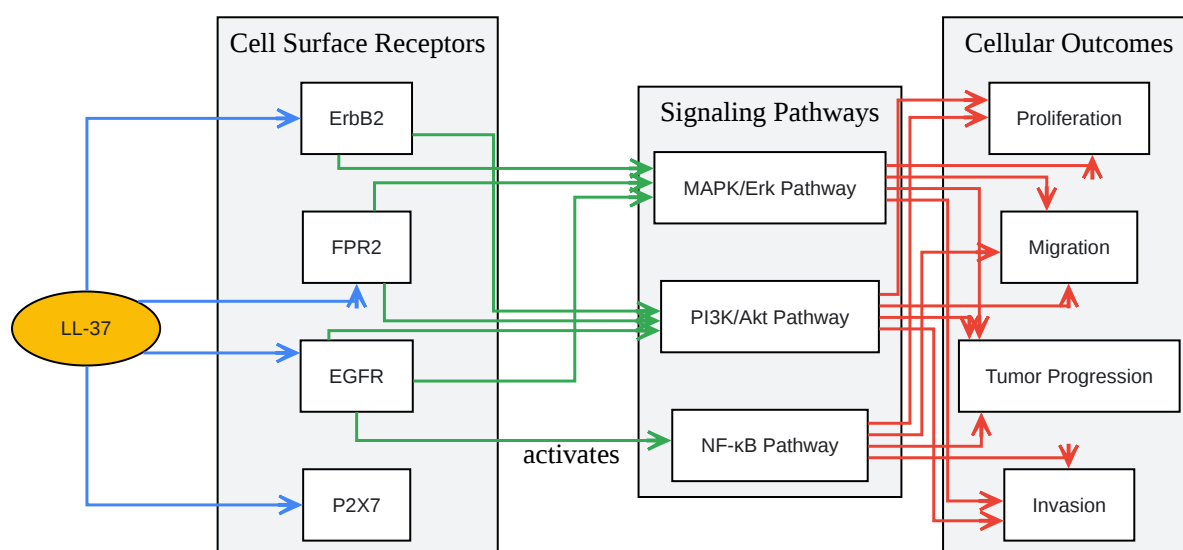 Cell Surface Receptors
ErbB2
FPR2
LL-37
EGFR
P2X7
activates
Signaling Pathways
MAPK/Erk Pathway
PI3K/Akt Pathway
NF-κB Pathway
Cellular Outcomes
Proliferation
Migration
Tumor Progression
Invasion